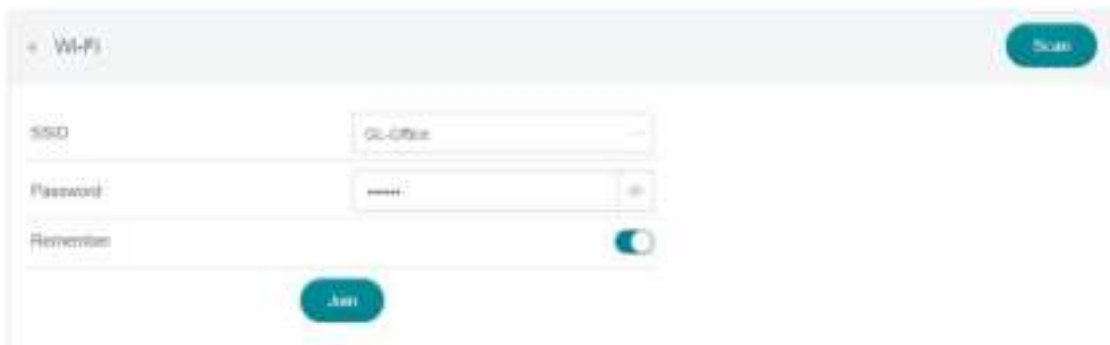 Wi-Fi
Scan
SSID
GL-Office
Password
••••••
Remember
Join